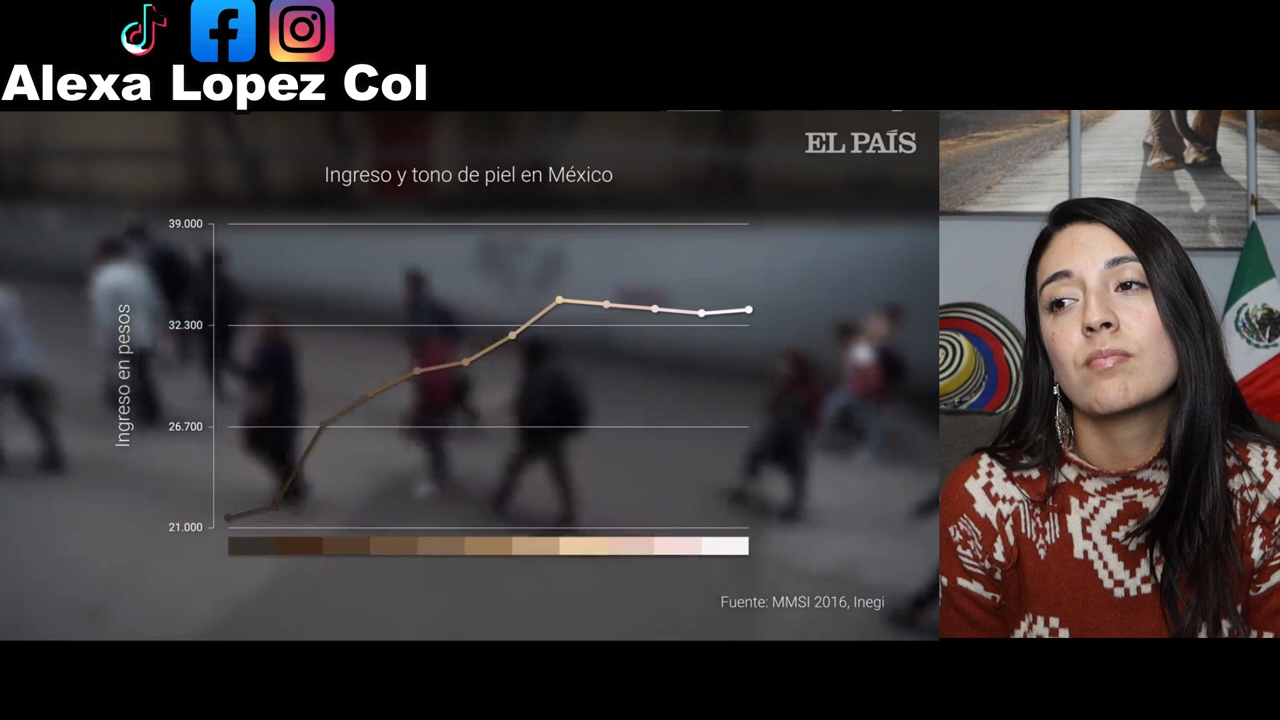 Alexa Lopez Col
EL PAÍS
Ingreso y tono de piel en México
39.000
32.300
26.700
21.000
Ingreso en pesos
Fuente: MMSI 2016, Inegi